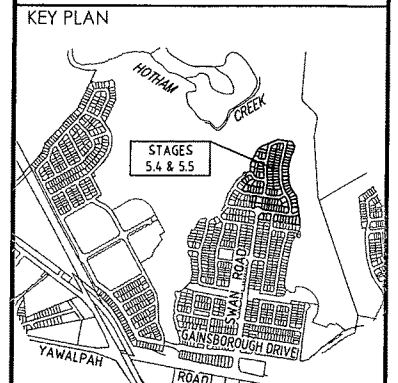 KEY PLAN
HOTHAM
CREEK
STAGES
5.4 & 5.5
SWAN ROAD
GAINSBOROUGH DRIVE
YAWALPAH
ROAD